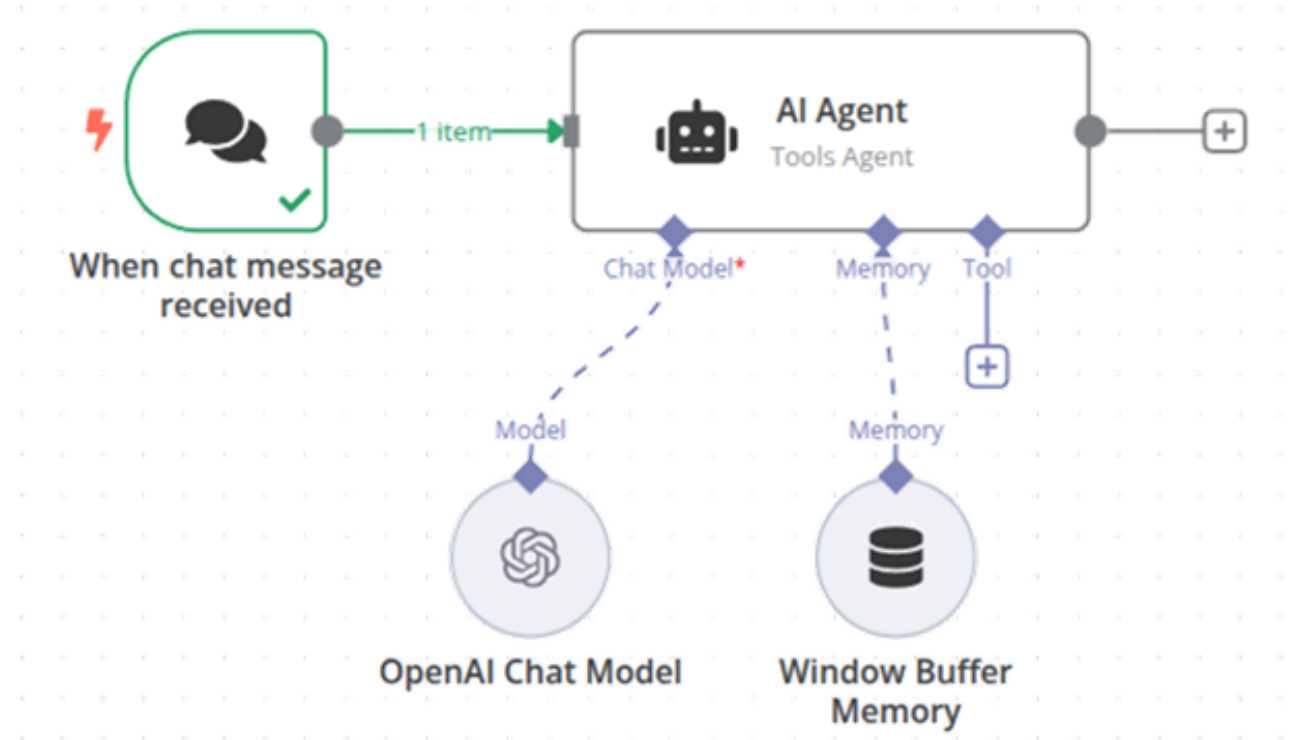 1 item
AI Agent
Tools Agent
When chat message
received
Chat Model*
Memory
Tool
Model
Memory
OpenAI Chat Model
Window Buffer
Memory